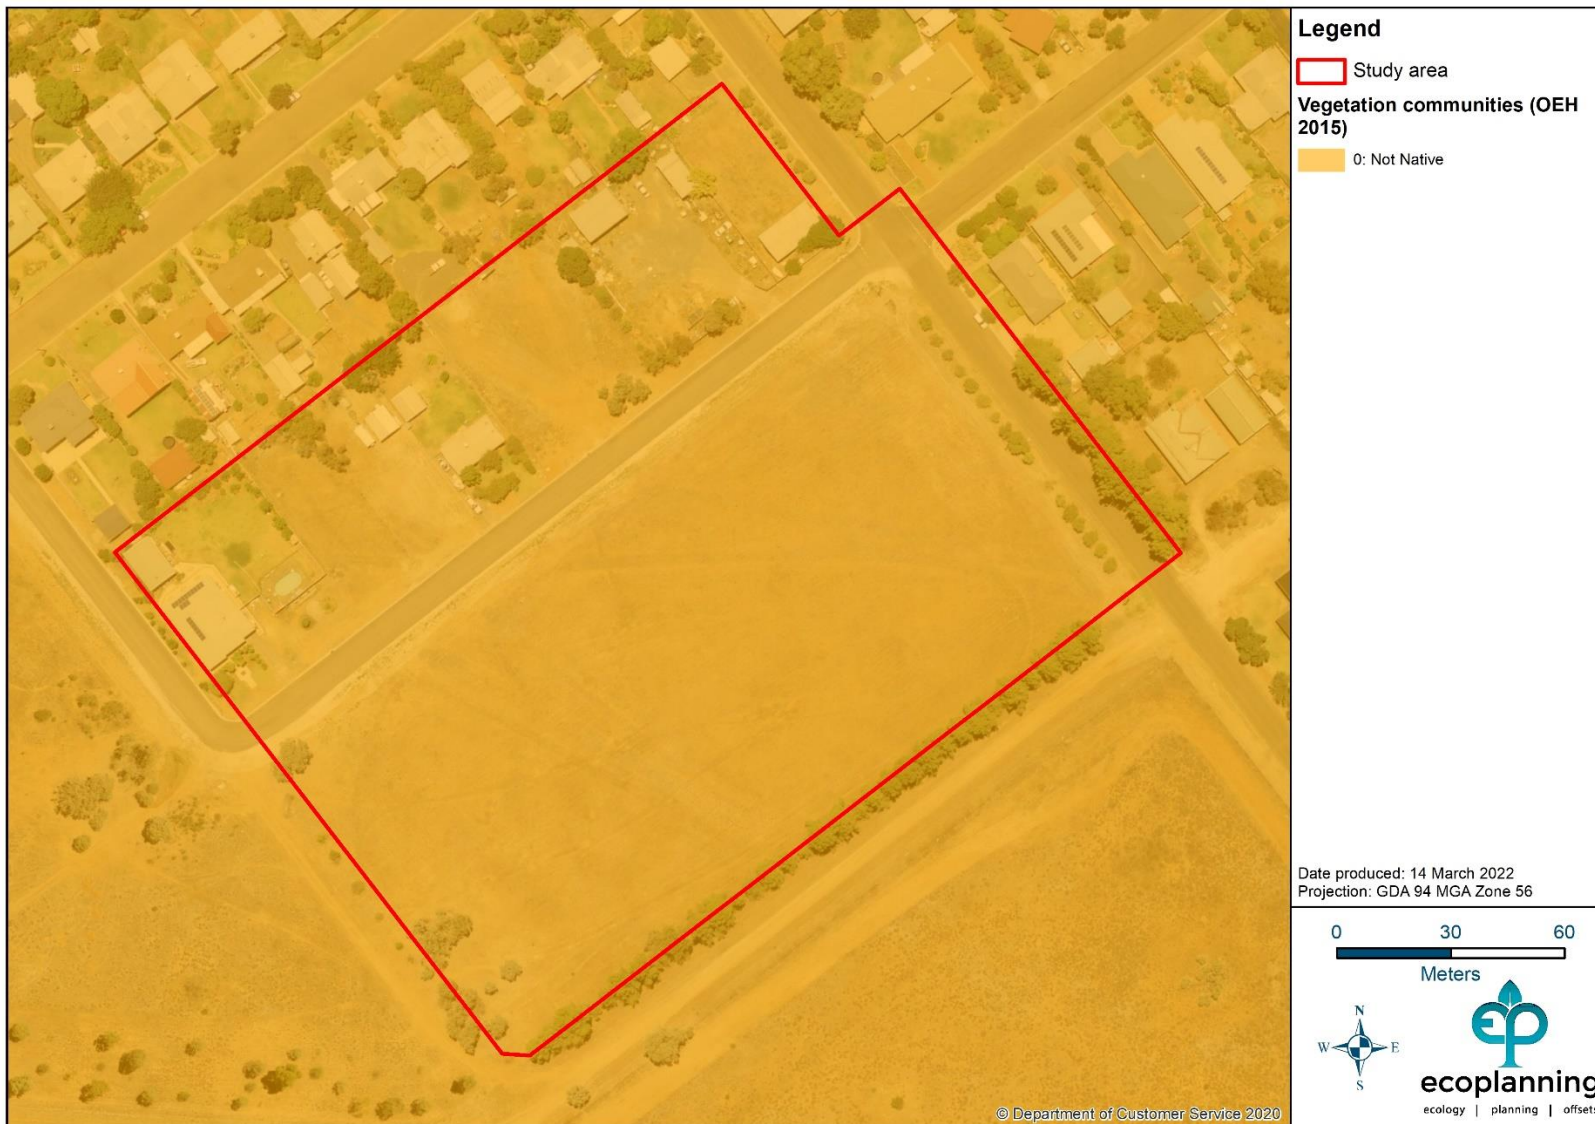 Legend
Study area
Vegetation communities (OEH
2015)
0: Not Native
Date produced: 14 March 2022
Projection: GDA 94 MGA Zone 56
0 30 60
Meters
N
W E
S
ep
ecoplanning
ecology | planning | offsets
© Department of Customer Service 2020